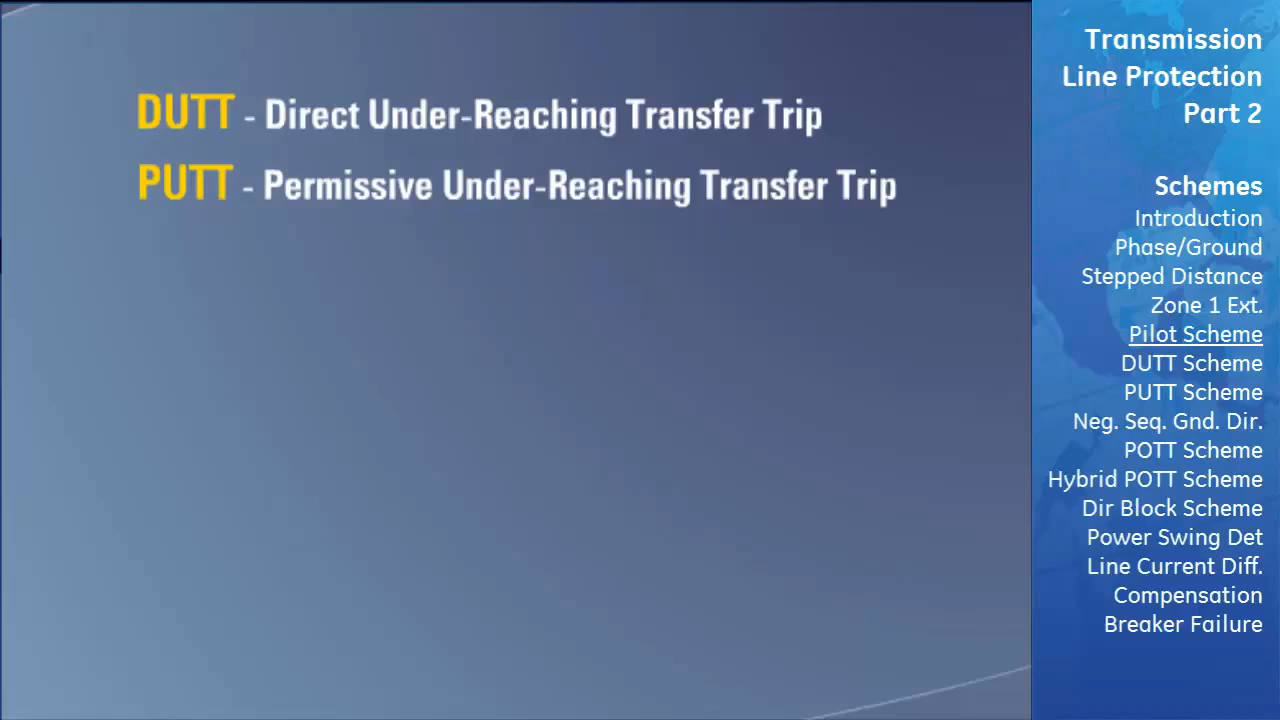 DUTT - Direct Under-Reaching Transfer Trip
PUTT - Permissive Under-Reaching Transfer Trip
Transmission
Line Protection
Part 2
Schemes
Introduction
Phase/Ground
Stepped Distance
Zone 1 Ext.
Pilot Scheme
DUTT Scheme
PUTT Scheme
Neg. Seq. Gnd. Dir.
POTT Scheme
Hybrid POTT Scheme
Dir Block Scheme
Power Swing Det
Line Current Diff.
Compensation
Breaker Failure